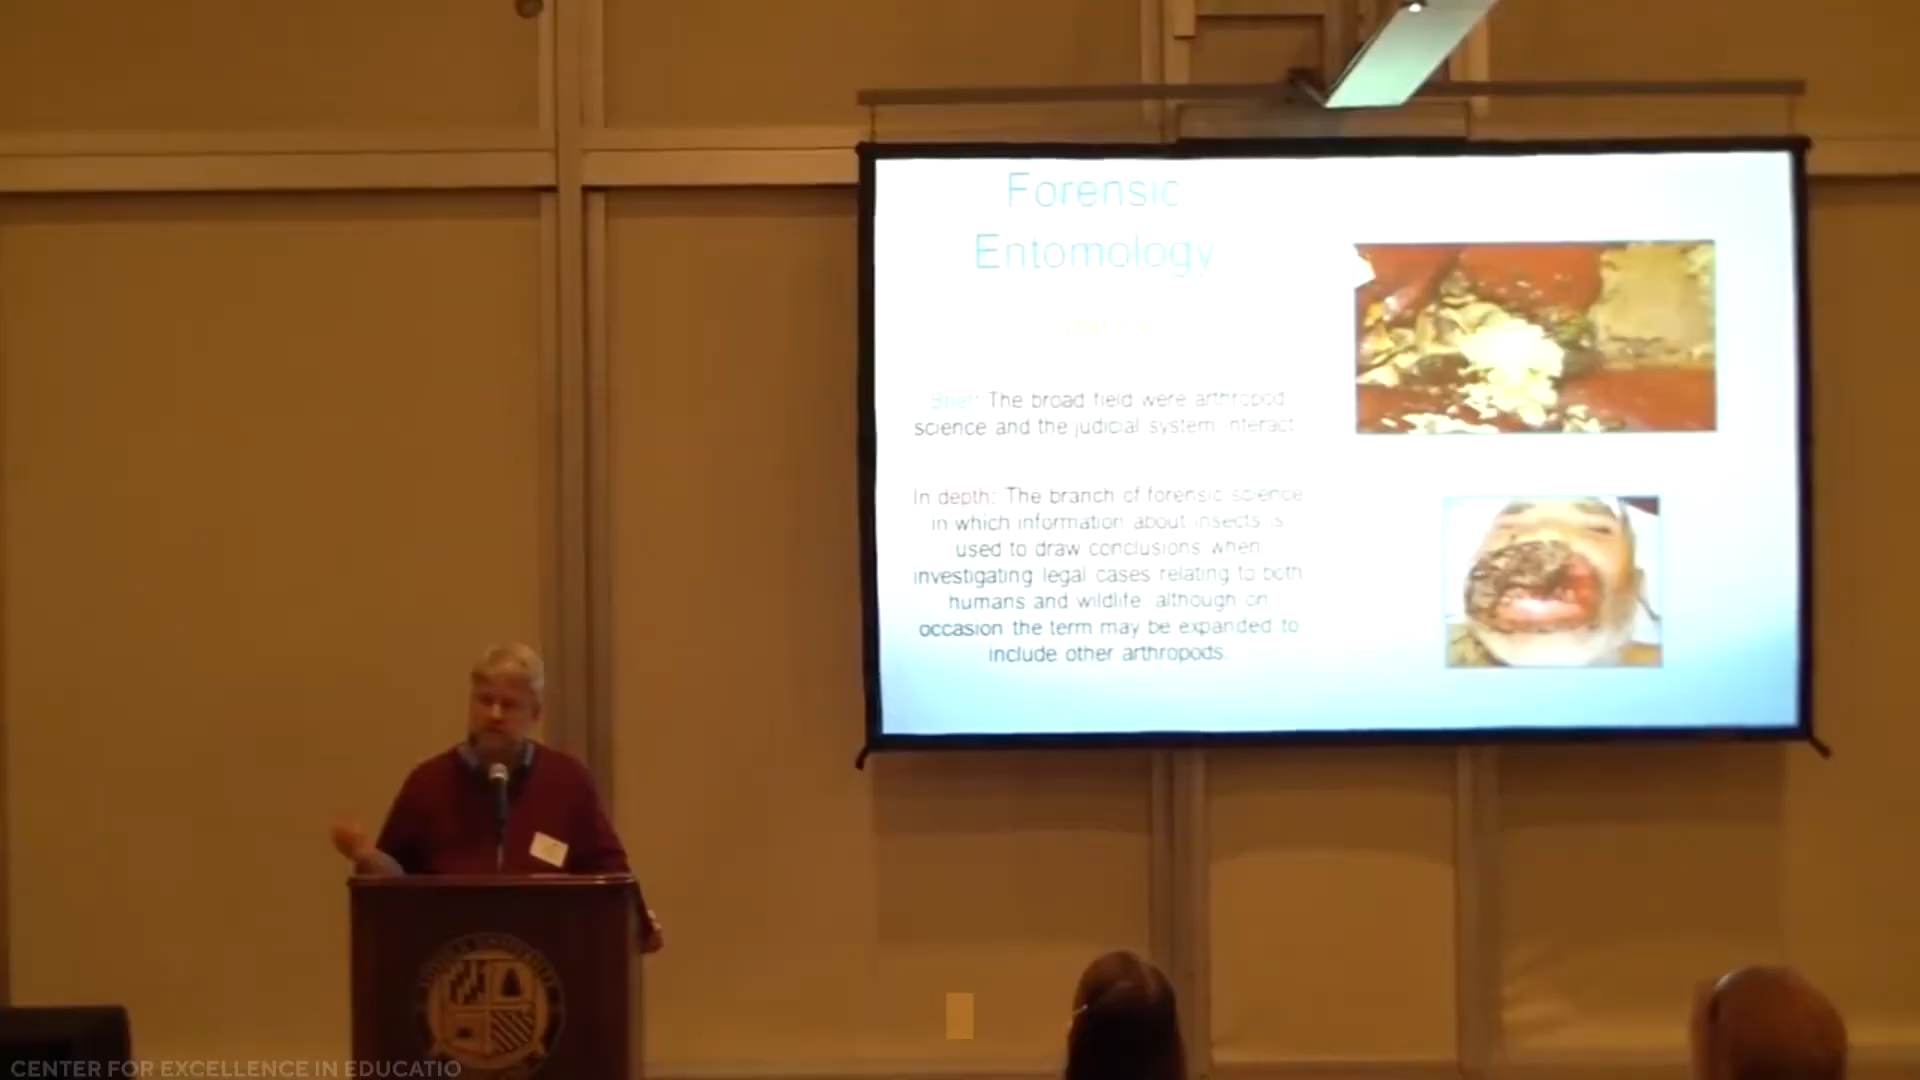 Forensic
Entomology
Brief: The broad field were arthropod
science and the judicial system interact
In depth: The branch of forensic science
in which information about insects is
used to draw conclusions when
investigating legal cases relating to both
humans and wildlife, although on
occasion the term may be expanded to
include other arthropods.
CENTER FOR EXCELLENCE IN EDUCATIO